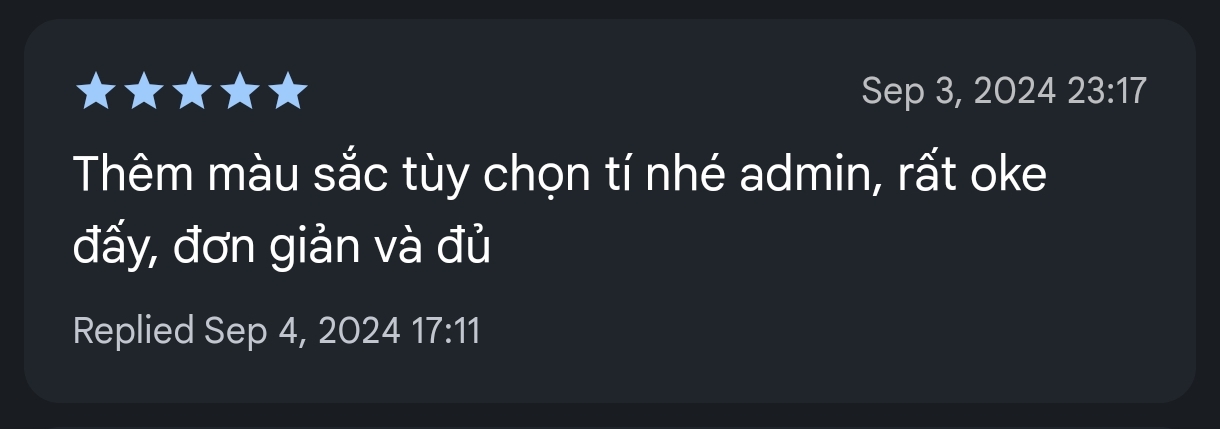 Sep 3, 2024 23:17
Thêm màu sắc tùy chọn tí nhé admin, rất oke
đấy, đơn giản và đủ
Replied Sep 4, 2024 17:11